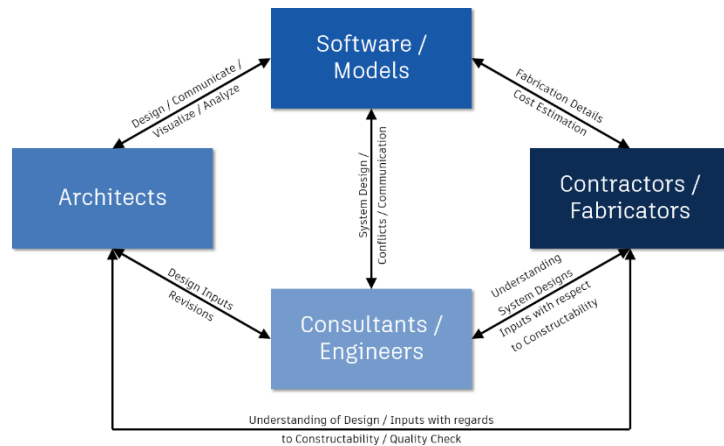 Software /
Models
Design / Communicate /
Visualize / Analyze
Fabrication Details
Cost Estimation
Architects
System Design /
Conflicts / Communication
Contractors /
Fabricators
Design Inputs
Revisions
Understanding
System Designs
Inputs with respect
to Constructability
Consultants /
Engineers
Understanding of Design / Inputs with regards
to Constructability / Quality Check